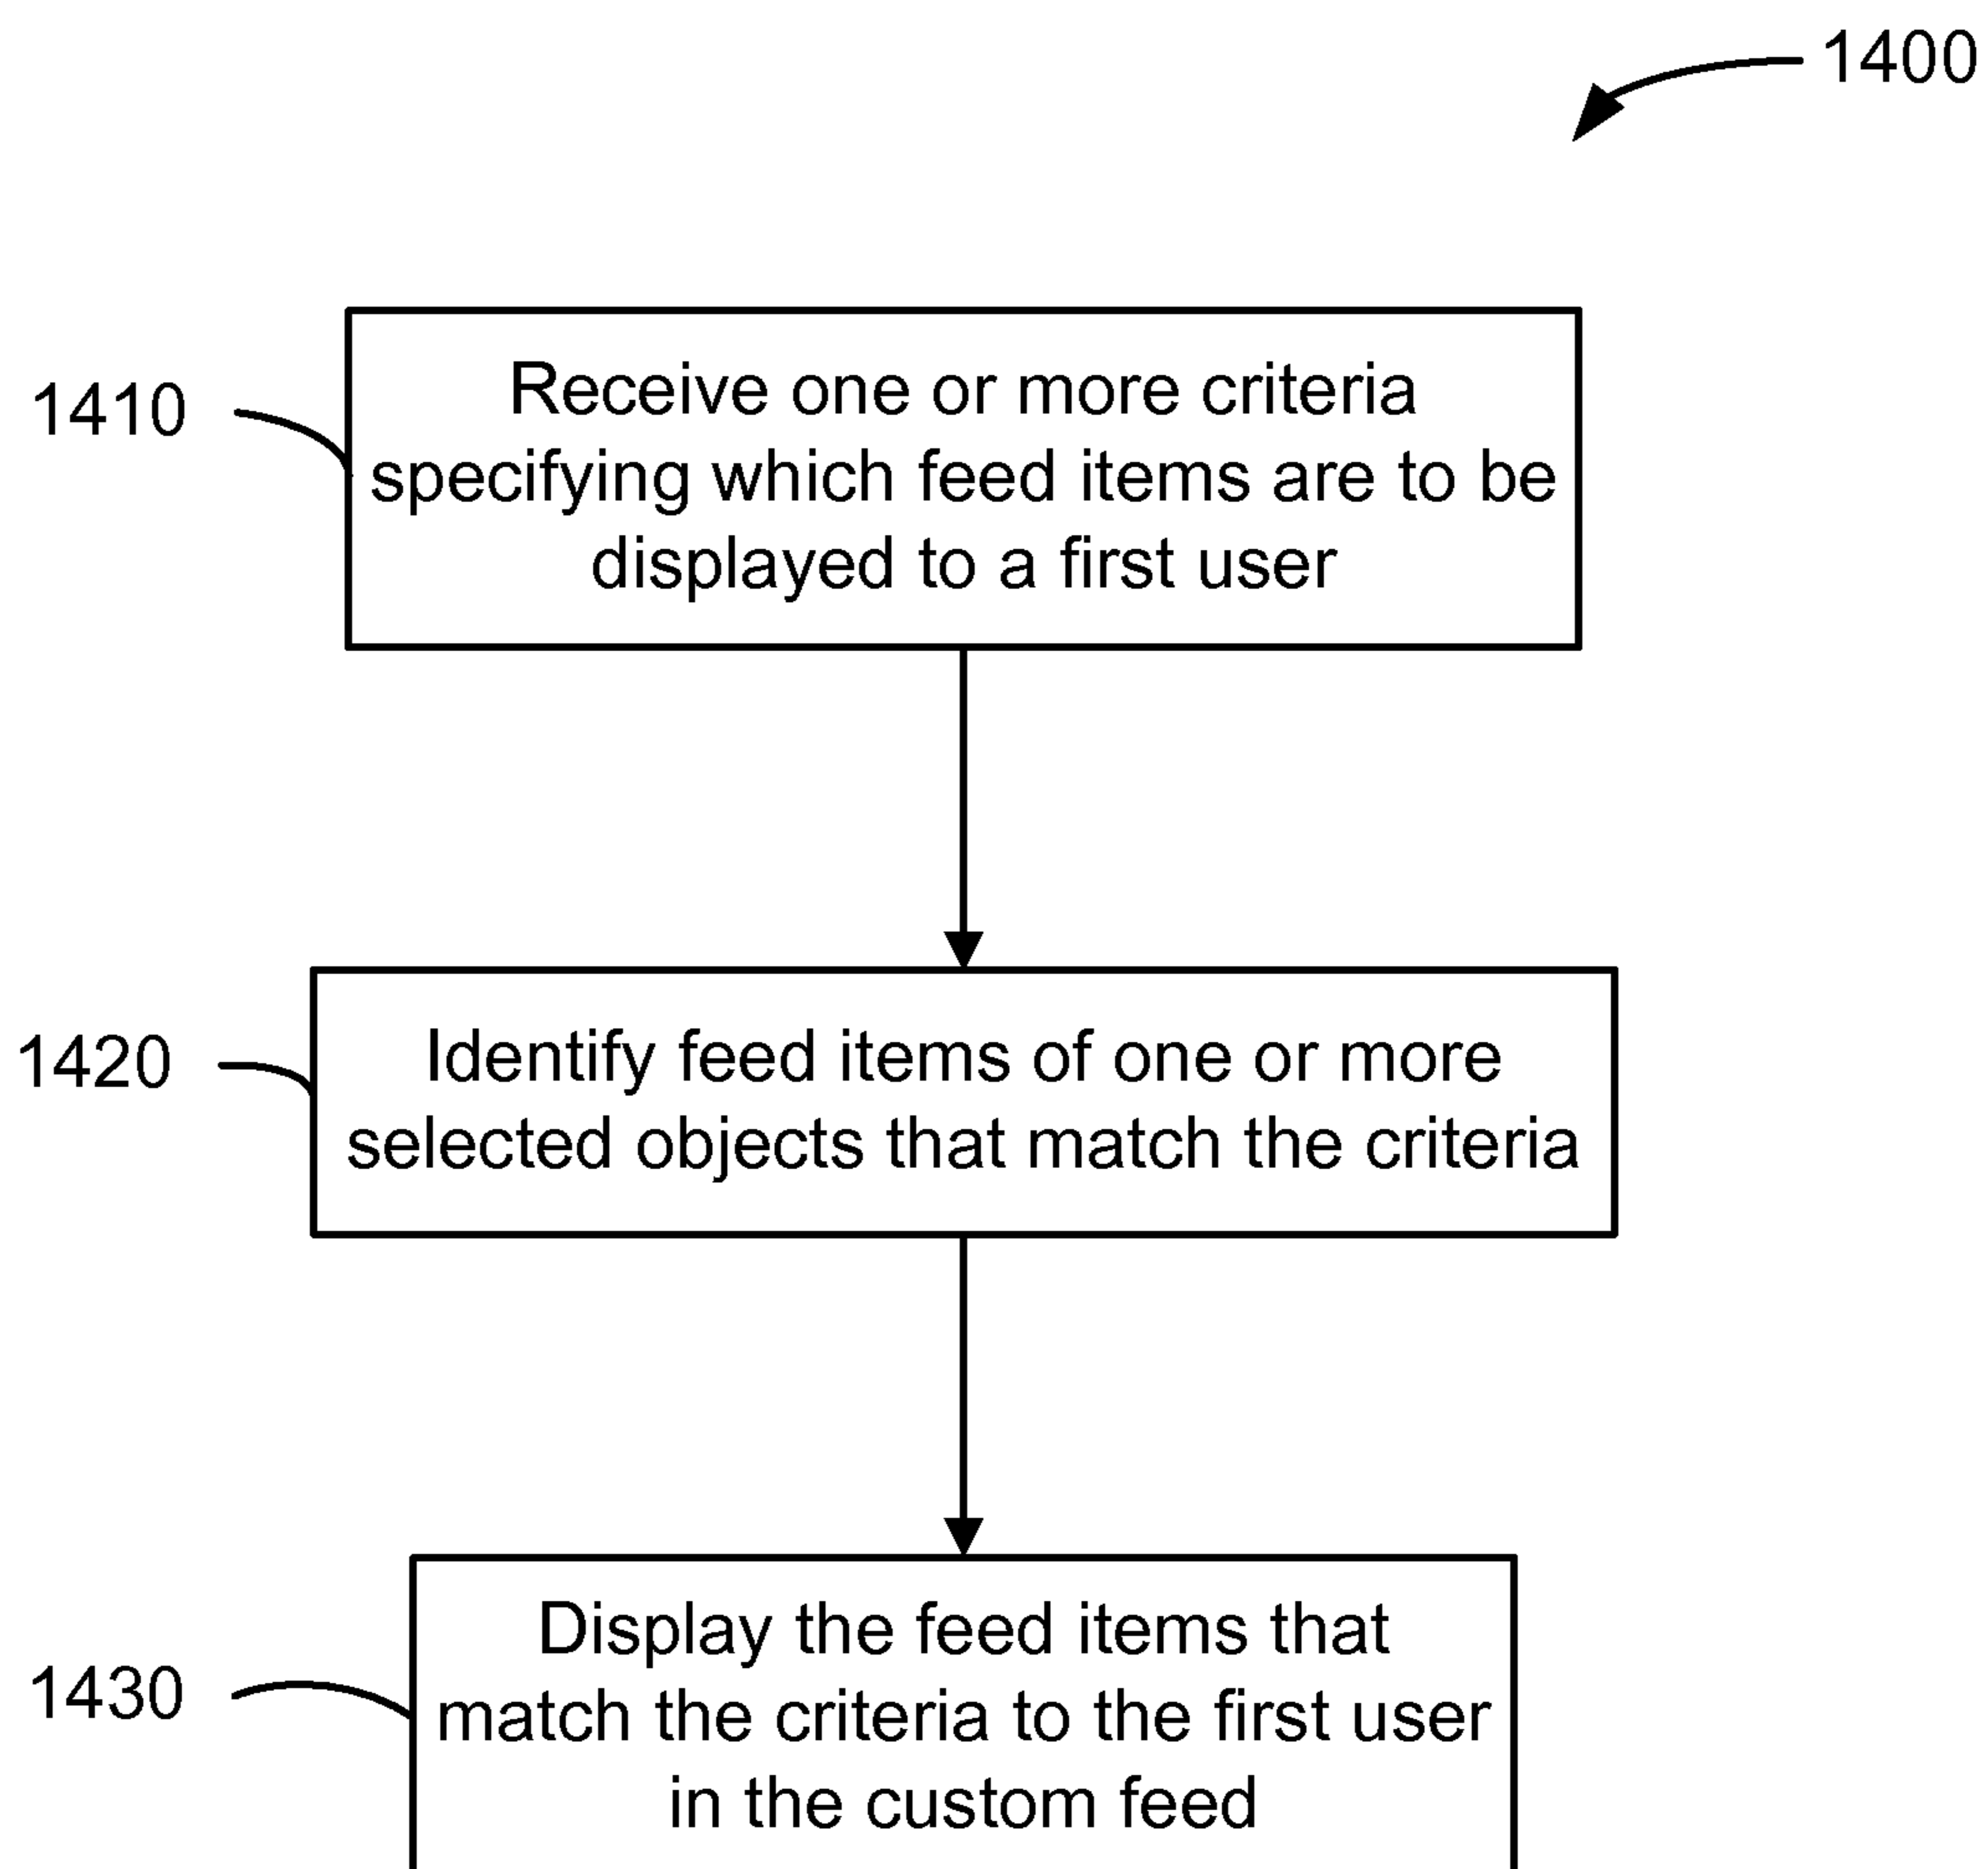 1400
1410
Receive one or more criteria
specifying which feed items are to be
displayed to a first user
1420
Identify feed items of one or more
selected objects that match the criteria
1430
Display the feed items that
match the criteria to the first user
in the custom feed